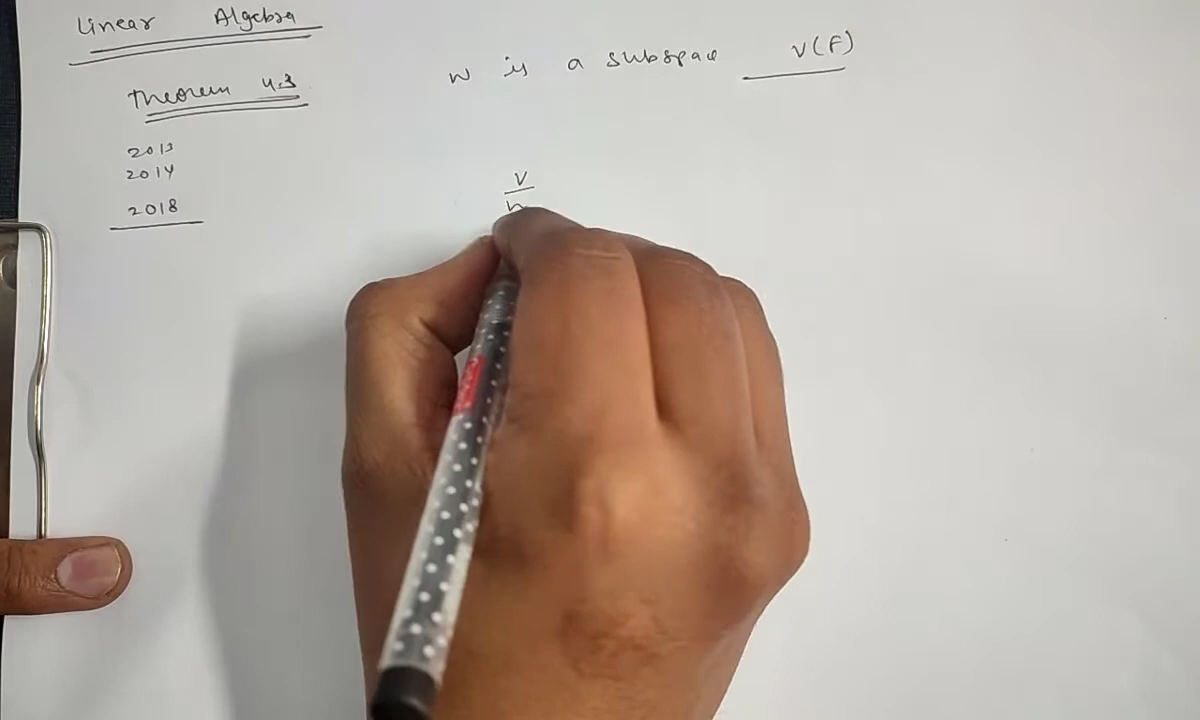 Linear Algebra
Theorem 4.3
2013
2014
2018
W is a subspace V(F)
V